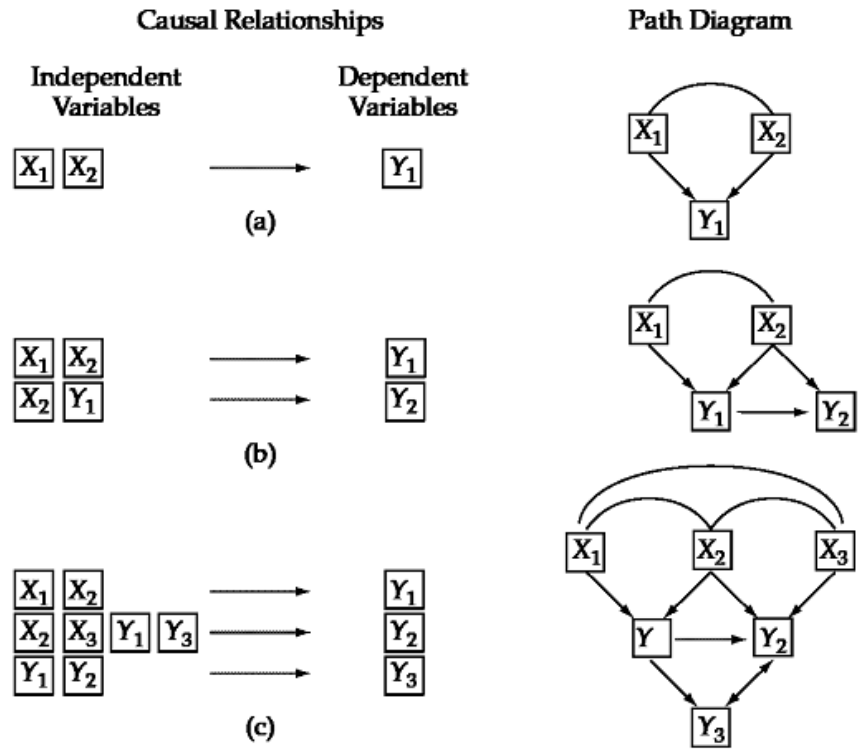 Causal Relationships Path Diagram
Independent Variables Dependent Variables
X1 X2 Y1
(a)
X1 X2
Y1
X1 X2 Y1
X2 Y1 Y2
(b)
X1 X2
Y1 Y2
X1 X2 Y1
X2 X3 Y1 Y3 Y2
Y1 Y2 Y3
(c)
X1 X2 X3
Y Y2
Y3